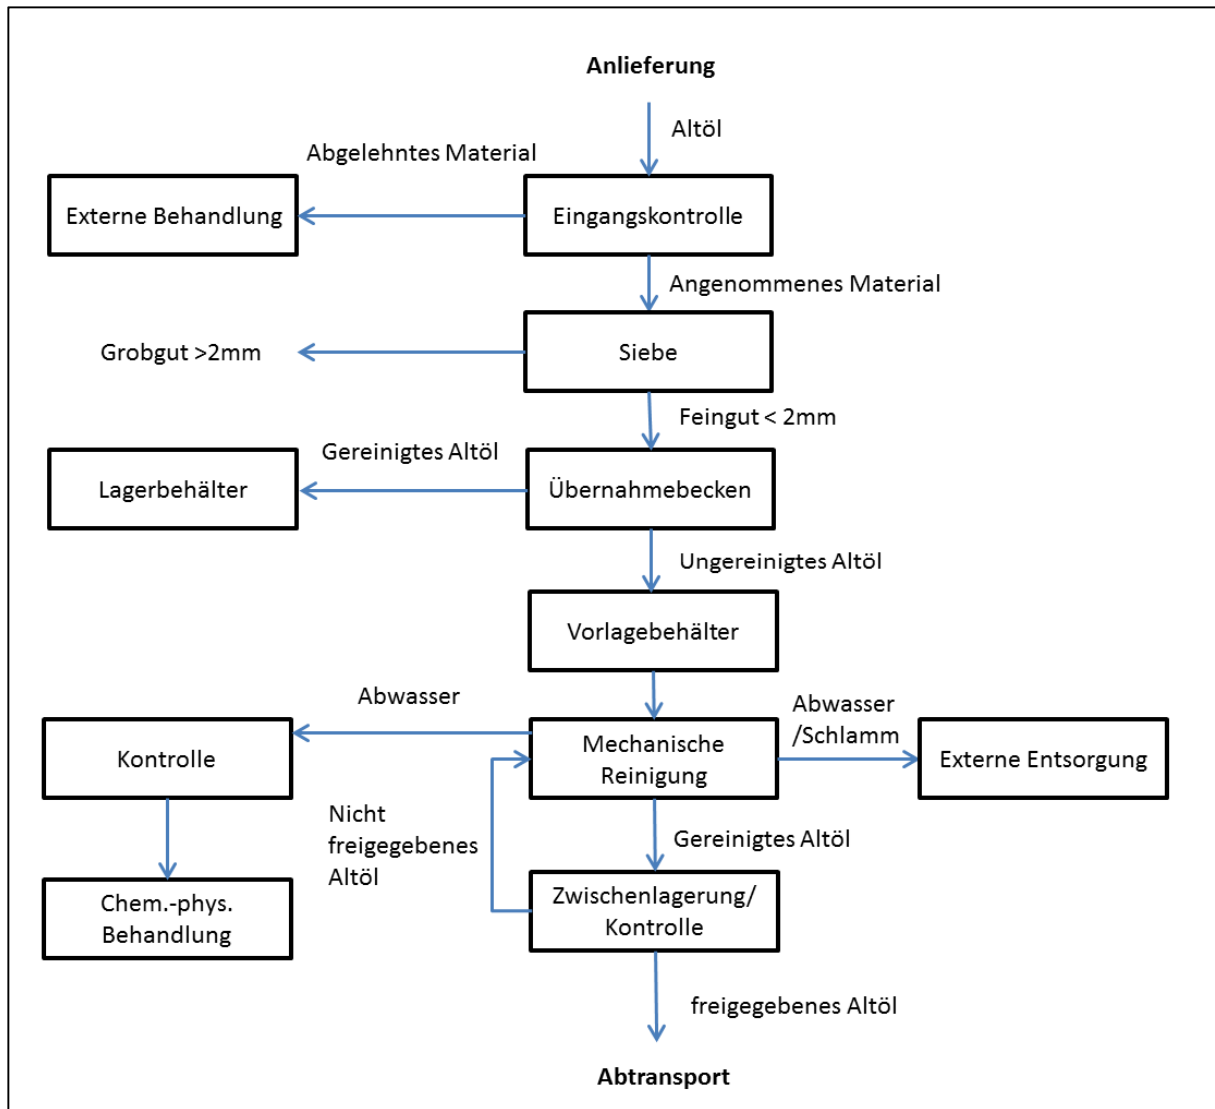 Anlieferung
Altöl
Abgelehntes Material
Externe Behandlung
Eingangskontrolle
Angenommenes Material
Grobgut >2mm
Siebe
Feingut < 2mm
Gereinigtes Altöl
Lagerbehälter
Übernahmebecken
Ungereinigtes Altöl
Vorlagebehälter
Abwasser
Abwasser
/Schlamm
Kontrolle
Mechanische
Reinigung
Externe Entsorgung
Nicht
freigegebenes
Altöl
Gereinigtes Altöl
Chem.-phys.
Behandlung
Zwischenlagerung/
Kontrolle
freigegebenes Altöl
Abtransport